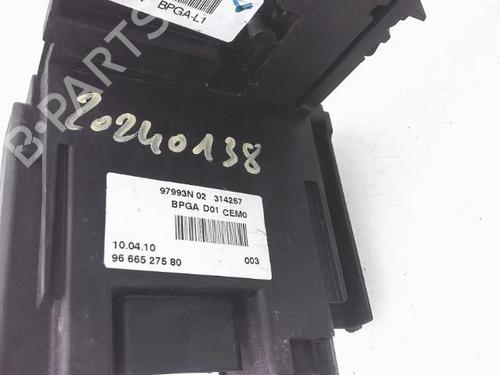 BPGA-L1
B-PARTS
20240138
97993N 02 314257
BPGA D01 CEM0
10.04.10
96 665 275 80 003